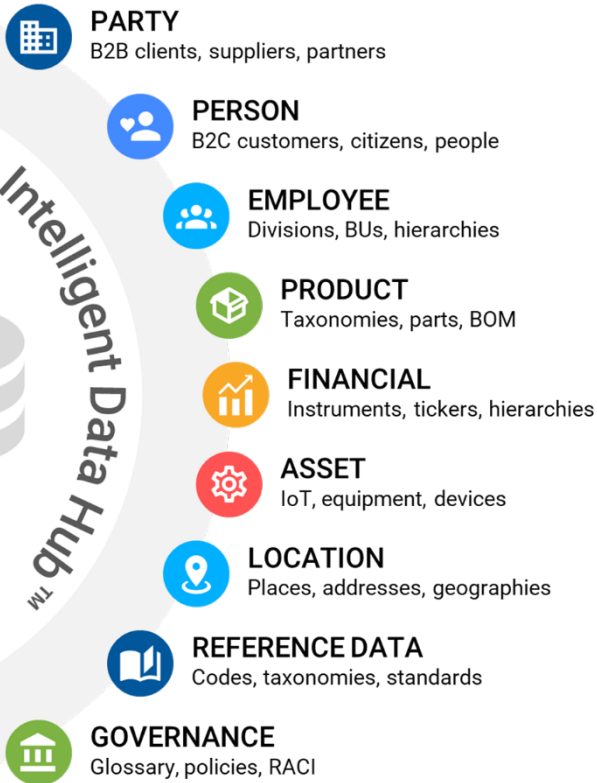 PARTY
B2B clients, suppliers, partners
PERSON
B2C customers, citizens, people
EMPLOYEE
Divisions, BUs, hierarchies
PRODUCT
Taxonomies, parts, BOM
FINANCIAL
Instruments, tickers, hierarchies
ASSET
IoT, equipment, devices
LOCATION
Places, addresses, geographies
REFERENCE DATA
Codes, taxonomies, standards
GOVERNANCE
Glossary, policies, RACI
Intelligent Data Hub™